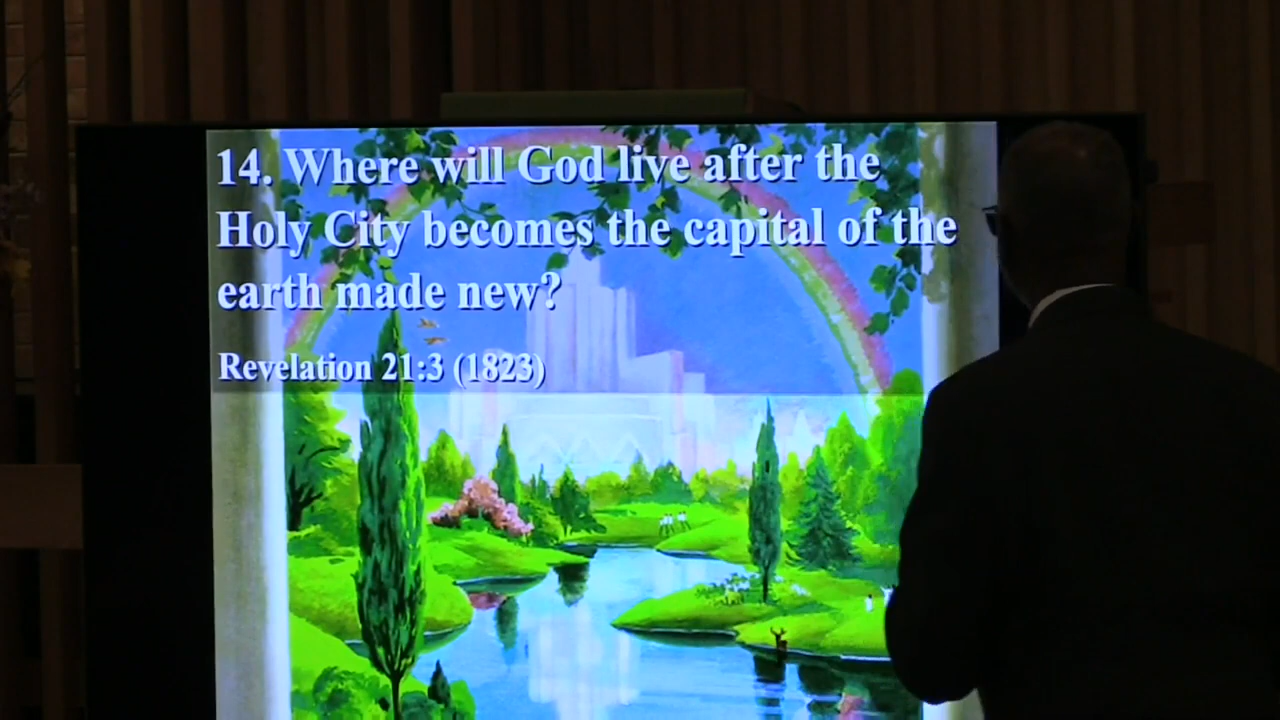 14. Where will God live after the
Holy City becomes the capital of the
earth made new?
Revelation 21:3 (1823)